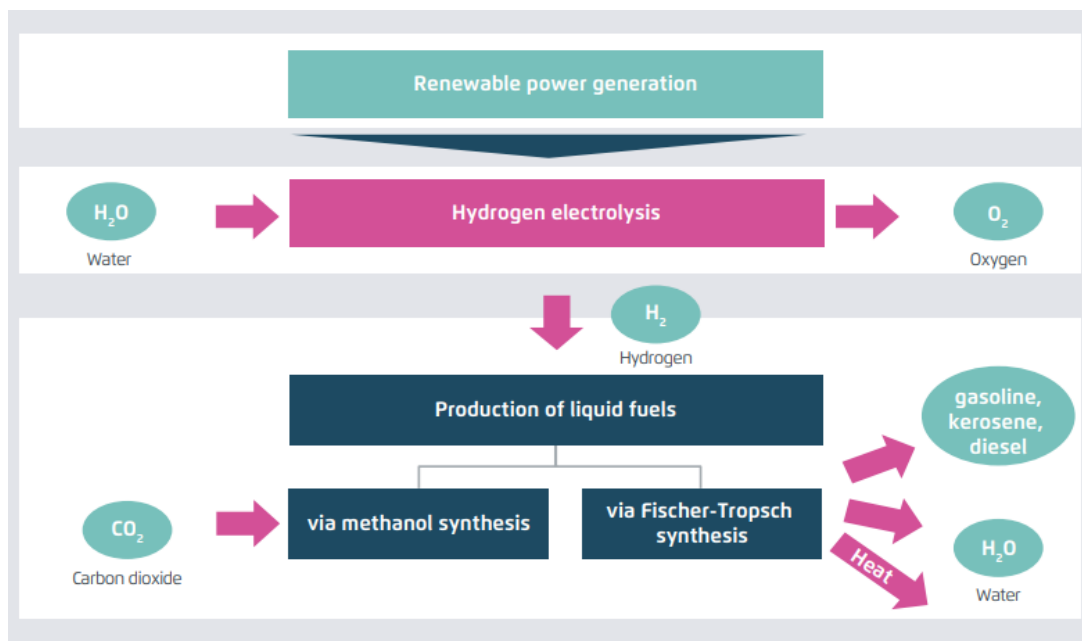 Renewable power generation
H₂O
Water
Hydrogen electrolysis
O₂
Oxygen
H₂
Hydrogen
Production of liquid fuels
gasoline,
kerosene,
diesel
CO₂
Carbon dioxide
via methanol synthesis
via Fischer-Tropsch
synthesis
Heat
H₂O
Water